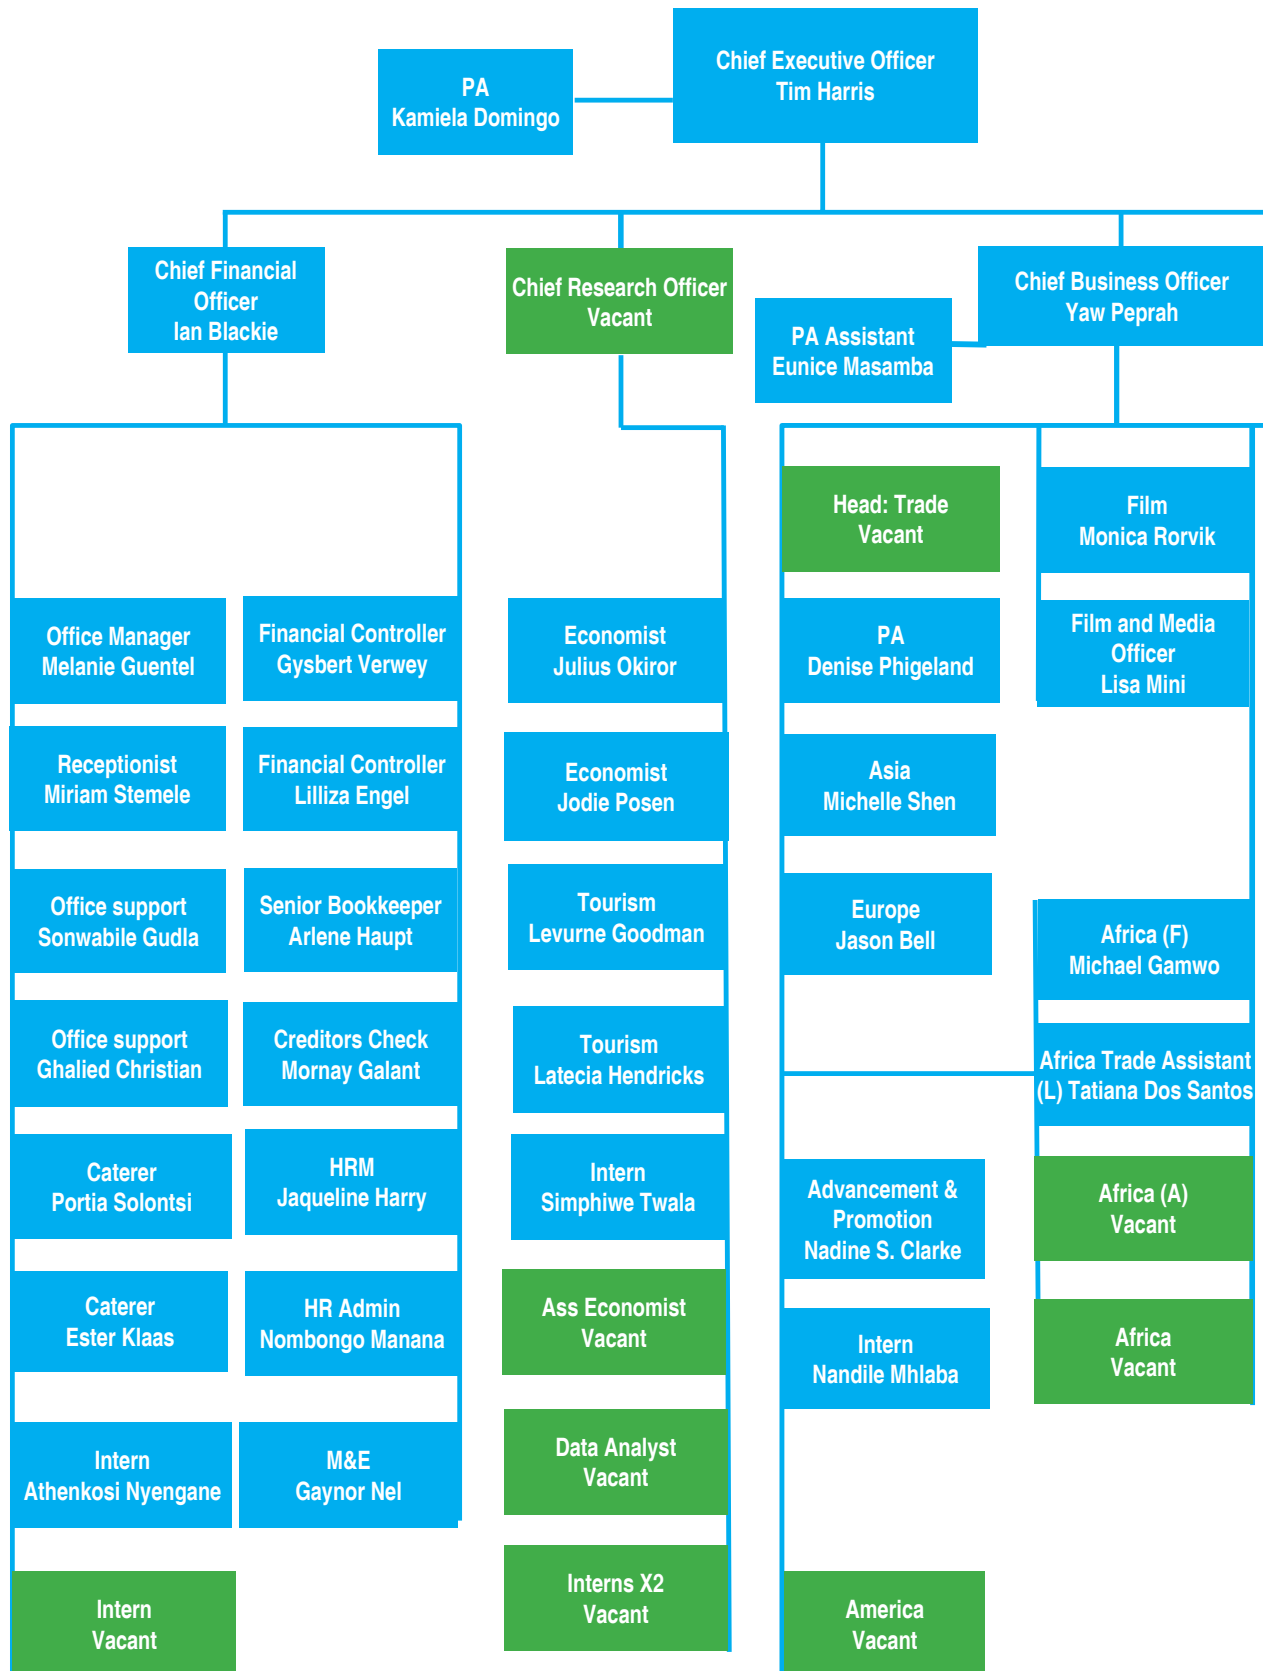 Chief Executive Officer
Tim Harris
PA
Kamiela Domingo
Chief Financial
Officer
Ian Blackie
Chief Research Officer
Vacant
Chief Business Officer
Yaw Peprah
PA Assistant
Eunice Masamba
Head: Trade
Vacant
Film
Monica Rorvik
Office Manager
Melanie Guentel
Financial Controller
Gysbert Verwey
Economist
Julius Okiror
PA
Denise Phigeland
Film and Media
Officer
Lisa Mini
Receptionist
Miriam Stemele
Financial Controller
Lilliza Engel
Economist
Jodie Posen
Asia
Michelle Shen
Office support
Sonwabile Gudla
Senior Bookkeeper
Arlene Haupt
Tourism
Levurne Goodman
Europe
Jason Bell
Africa (F)
Michael Gamwo
Office support
Ghalied Christian
Creditors Check
Mornay Galant
Tourism
Latecia Hendricks
Africa Trade Assistant
(L) Tatiana Dos Santos
Caterer
Portia Solontsi
HRM
Jaqueline Harry
Intern
Simphiwe Twala
Advancement &
Promotion
Nadine S. Clarke
Africa (A)
Vacant
Caterer
Ester Klaas
HR Admin
Nombongo Manana
Ass Economist
Vacant
Intern
Nandile Mhlaba
Africa
Vacant
Intern
Athenkosi Nyengane
M&E
Gaynor Nel
Data Analyst
Vacant
Intern
Vacant
Interns X2
Vacant
America
Vacant